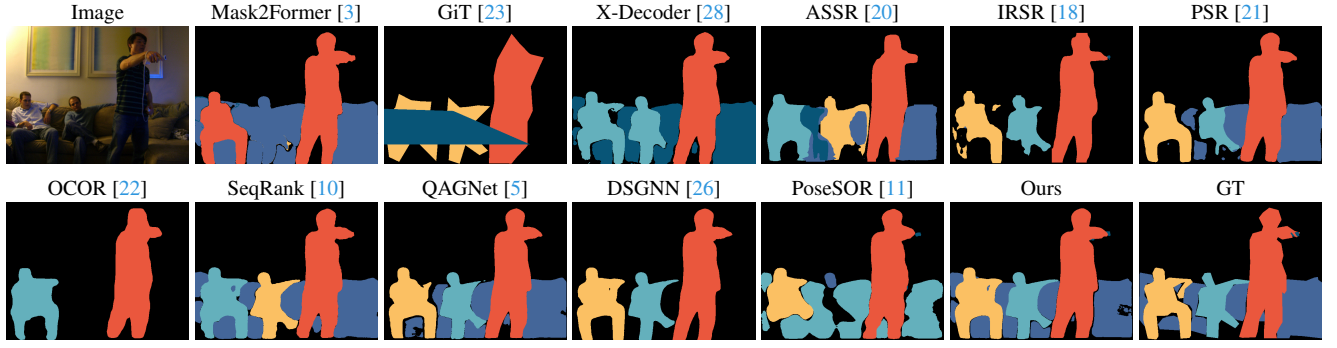 Image Mask2Former [3] GiT [23] X-Decoder [28] ASSR [20] IRSR [18] PSR [21]
OCOR [22] SeqRank [10] QAGNet [5] DSGNN [26] PoseSOR [11] Ours GT